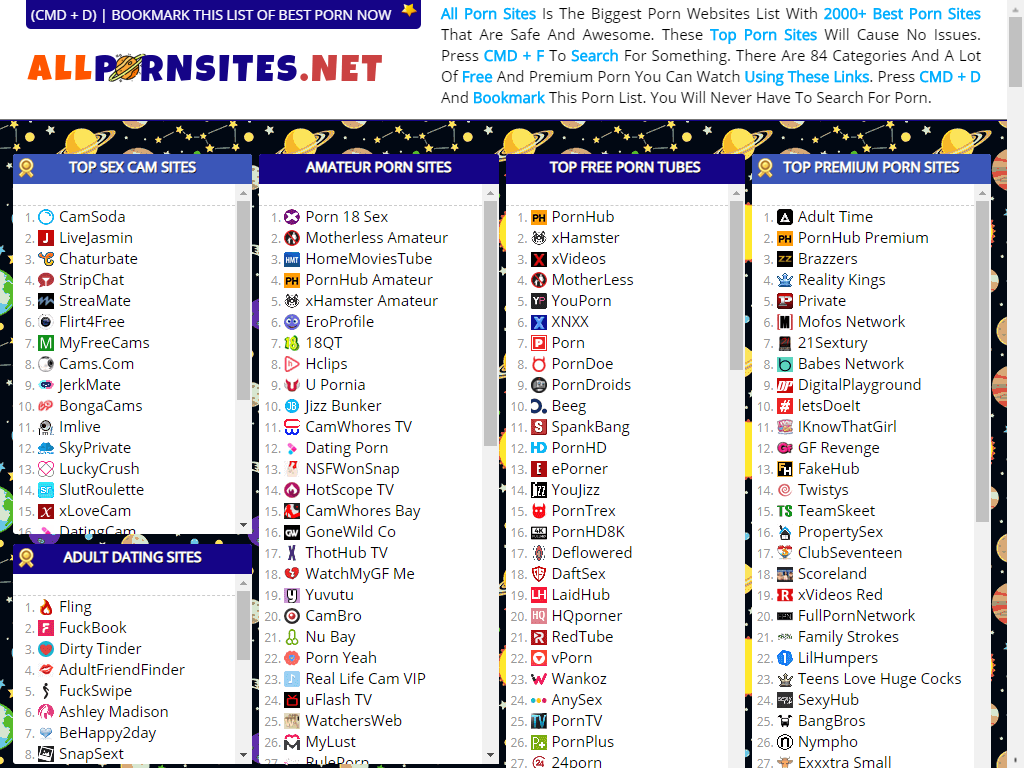 (CMD + D) | BOOKMARK THIS LIST OF BEST PORN NOW
ALLPORNSITES.NET
All Porn Sites Is The Biggest Porn Websites List With 2000+ Best Porn Sites
That Are Safe And Awesome. These Top Porn Sites Will Cause No Issues.
Press CMD + F To Search For Something. There Are 84 Categories And A Lot
Of Free And Premium Porn You Can Watch Using These Links. Press CMD + D
And Bookmark This Porn List. You Will Never Have To Search For Porn.
TOP SEX CAM SITES
1. CamSoda
2. LiveJasmin
3. Chaturbate
4. StripChat
5. StreaMate
6. Flirt4Free
7. MyFreeCams
8. Cams.Com
9. JerkMate
10. BongaCams
11. Imlive
12. SkyPrivate
13. LuckyCrush
14. SlutRoulette
15. xLoveCam
16. DatingCam
ADULT DATING SITES
1. Fling
2. FuckBook
3. Dirty Tinder
4. AdultFriendFinder
5. FuckSwipe
6. Ashley Madison
7. BeHappy2day
8. SnapSext
AMATEUR PORN SITES
1. Porn 18 Sex
2. Motherless Amateur
3. HomeMoviesTube
4. PornHub Amateur
5. xHamster Amateur
6. EroProfile
7. 18QT
8. Hclips
9. U Pornia
10. Jizz Bunker
11. CamWhores TV
12. Dating Porn
13. NSFWonSnap
14. HotScope TV
15. CamWhores Bay
16. GoneWild Co
17. ThotHub TV
18. WatchMyGF Me
19. Yuvutu
20. CamBro
21. Nu Bay
22. Porn Yeah
23. Real Life Cam VIP
24. uFlash TV
25. WatchersWeb
26. MyLust
27. RulePorn
TOP FREE PORN TUBES
1. PornHub
2. xHamster
3. xVideos
4. MotherLess
5. YouPorn
6. XNXX
7. Porn
8. PornDoe
9. PornDroids
10. Beeg
11. SpankBang
12. PornHD
13. ePorner
14. YouJizz
15. PornTrex
16. PornHD8K
17. Deflowered
18. DaftSex
19. LaidHub
20. HQporner
21. RedTube
22. vPorn
23. Wankoz
24. AnySex
25. PornTV
26. PornPlus
27. 24porn
TOP PREMIUM PORN SITES
1. Adult Time
2. PornHub Premium
3. Brazzers
4. Reality Kings
5. Private
6. Mofos Network
7. 21Sextury
8. Babes Network
9. DigitalPlayground
10. letsDoeIt
11. IKnowThatGirl
12. GF Revenge
13. FakeHub
14. Twistys
15. TeamSkeet
16. PropertySex
17. ClubSeventeen
18. Scoreland
19. xVideos Red
20. FullPornNetwork
21. Family Strokes
22. LilHumpers
23. Teens Love Huge Cocks
24. SexyHub
25. BangBros
26. Nympho
27. Exxxtra Small